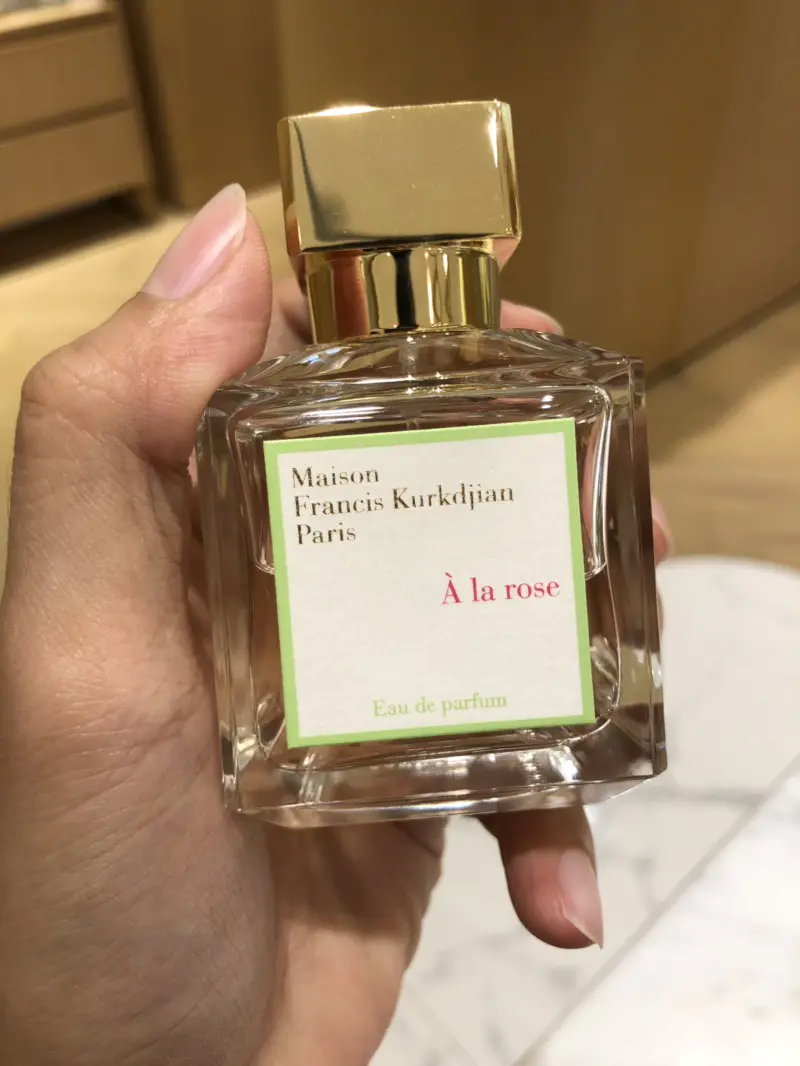 Maison
Francis Kurkdjian
Paris
À la rose
Eau de parfum